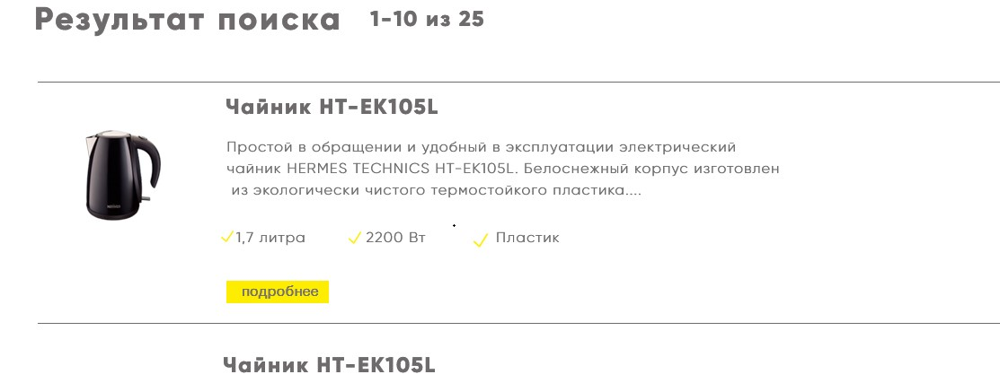 Результат поиска 1-10 из 25
Чайник HT-EK105L
Простой в обращении и удобный в эксплуатации электрический
чайник HERMES TECHNICS HT-EK105L. Белоснежный корпус изготовлен
из экологически чистого термостойкого пластика....
1,7 литра 2200 Вт Пластик
подробнее
Чайник HT-EK105L